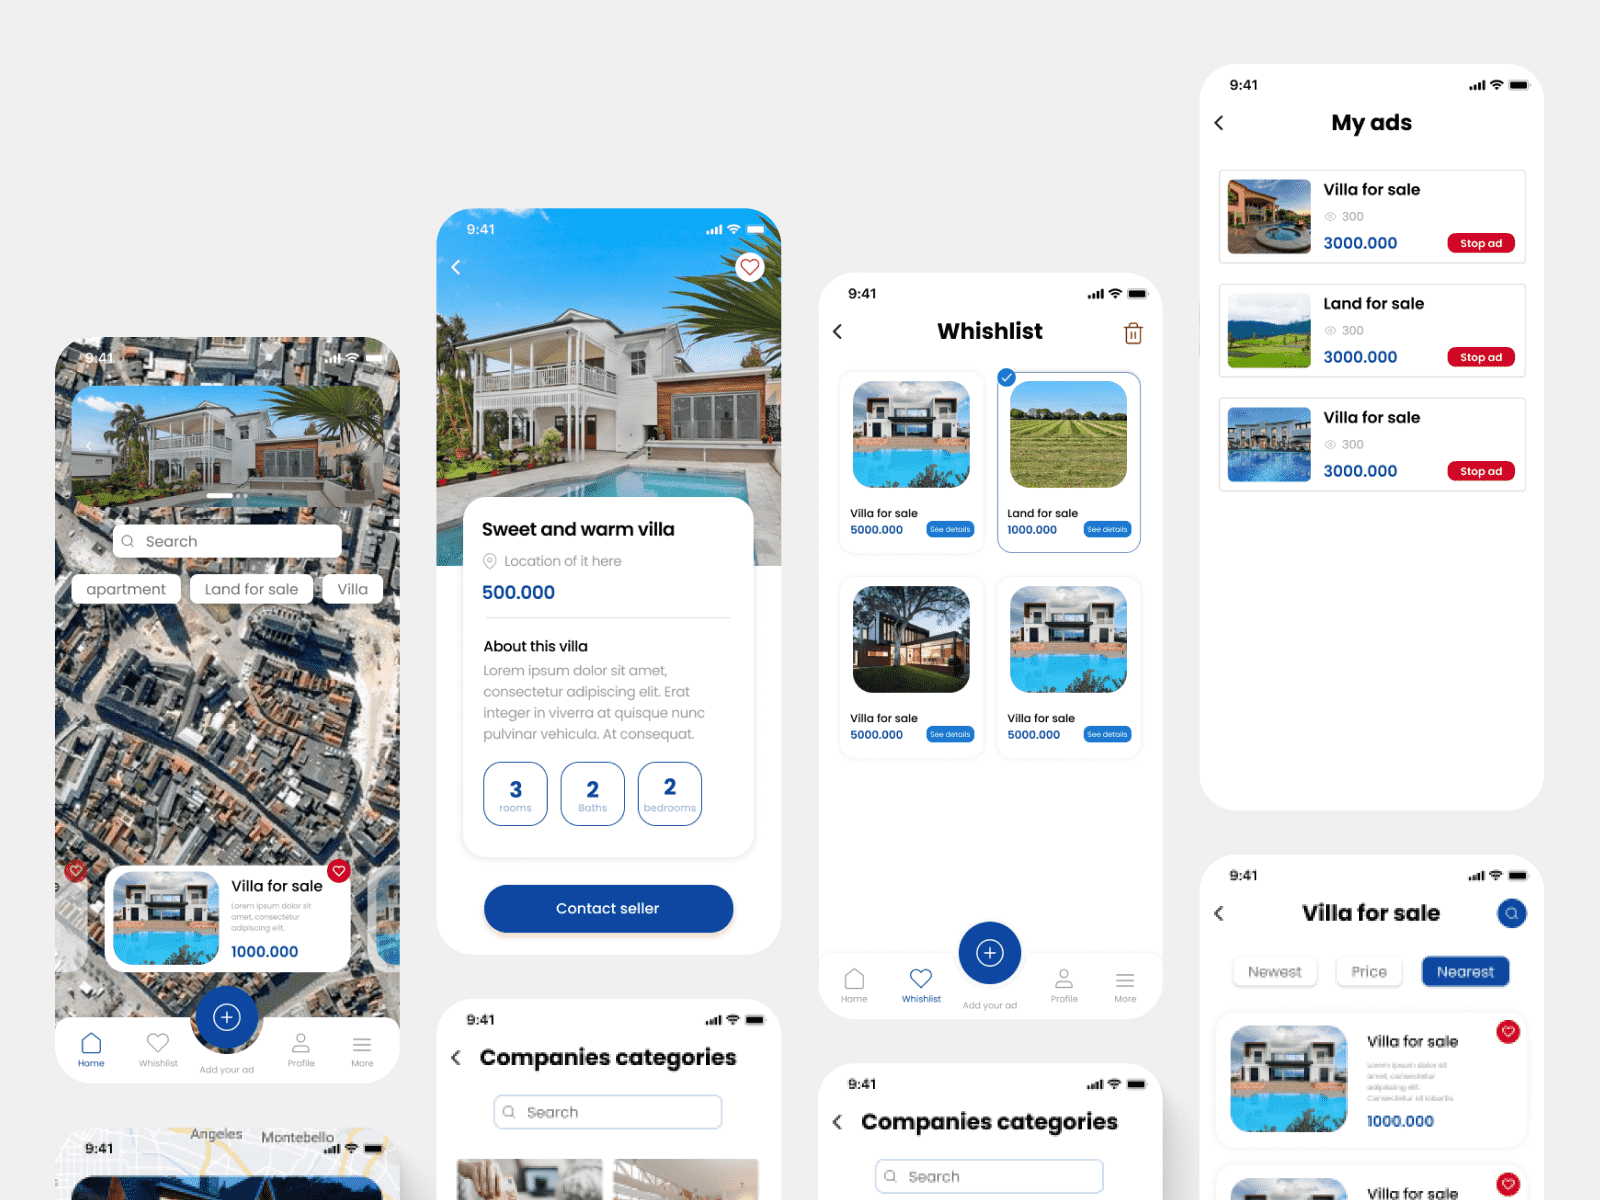 9:41
Search
apartment
Land for sale
Villa
Villa for sale
Lorem ipsum dolor sit
amet, consectetur
adipiscing elit.
1000.000
Home
Whishlist
Add your ad
Profile
More
Angeles
Montebello
9:41
9:41
Sweet and warm villa
Location of it here
500.000
About this villa
Lorem ipsum dolor sit amet,
consectetur adipiscing elit. Erat
integer in viverra at quisque nunc
pulvinar vehicula. At consequat.
3
rooms
2
Baths
2
bedrooms
Contact seller
9:41
Companies categories
Search
9:41
Whishlist
Villa for sale
5000.000
See details
Land for sale
1000.000
See details
Villa for sale
5000.000
See details
Villa for sale
5000.000
See details
Home
Whishlist
Add your ad
Profile
More
9:41
Companies categories
Search
9:41
My ads
Villa for sale
300
3000.000
Stop ad
Land for sale
300
3000.000
Stop ad
Villa for sale
300
3000.000
Stop ad
9:41
Villa for sale
Newest
Price
Nearest
Villa for sale
Lorem ipsum dolor sit
amet, consectetur
adipiscing elit.
Consectetur sit lobortis.
1000.000
Villa for sale